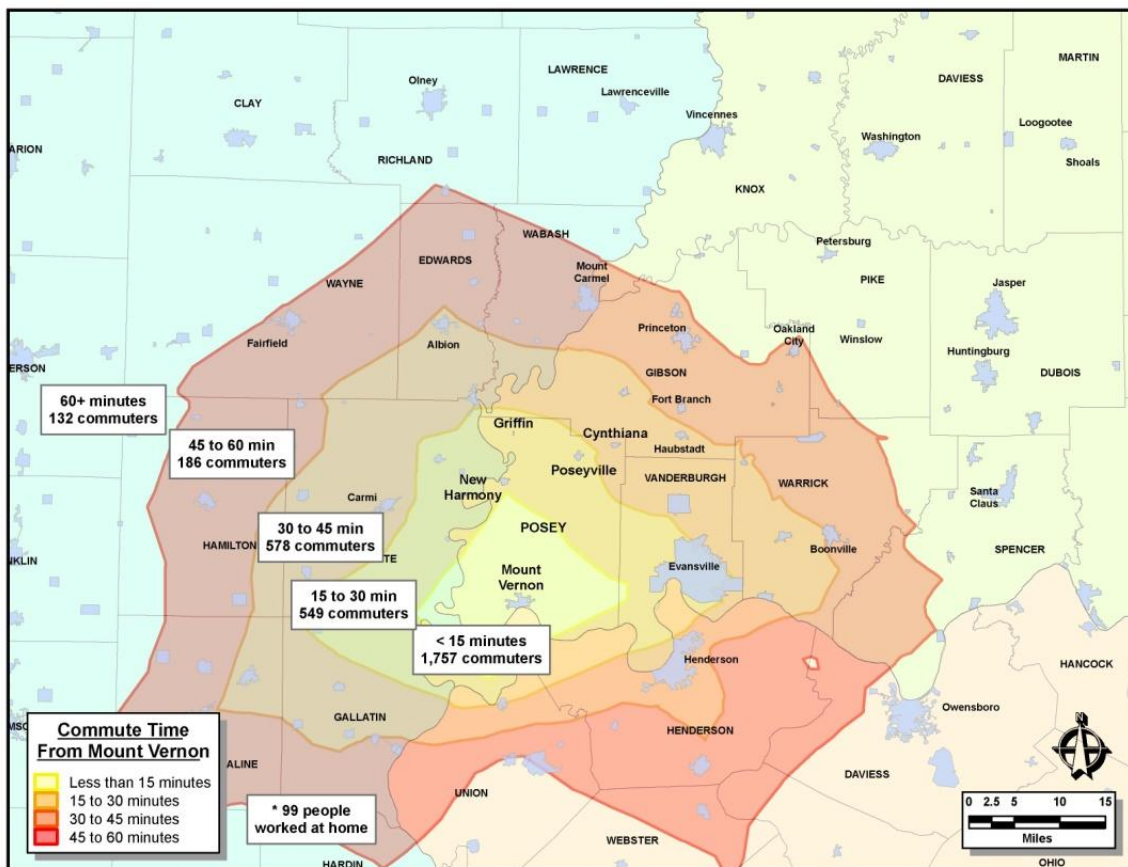 MARTIN
LAWRENCE
DAVIESS
Olney
CLAY
Lawrenceville
Vincennes
Loogootee
Washington
ARION
RICHLAND
Shoals
KNOX
WABASH
Petersburg
EDWARDS
Mount
Carmel
WAYNE
PIKE
Jasper
Princeton
Oakland
City
Fairfield
Albion
Winslow
Huntingburg
ERSON
GIBSON
DUBOIS
60+ minutes
132 commuters
Fort Branch
Griffin
Cynthiana
45 to 60 min
186 commuters
Haubstadt
Poseyville
New
Harmony
VANDERBURGH
WARRICK
Carmi
Santa
Claus
30 to 45 min
578 commuters
POSEY
HAMILTON
TE
Boonville
SPENCER
NKLIN
Mount
Vernon
Evansville
15 to 30 min
549 commuters
< 15 minutes
1,757 commuters
Henderson
HANCOCK
Owensboro
GALLATIN
HENDERSON
MSO
Commute Time
From Mount Vernon
Less than 15 minutes
15 to 30 minutes
30 to 45 minutes
45 to 60 minutes
ALINE
N
DAVIESS
UNION
* 99 people
worked at home
0 2.5 5 10 15
Miles
WEBSTER
HARDIN
OHIO